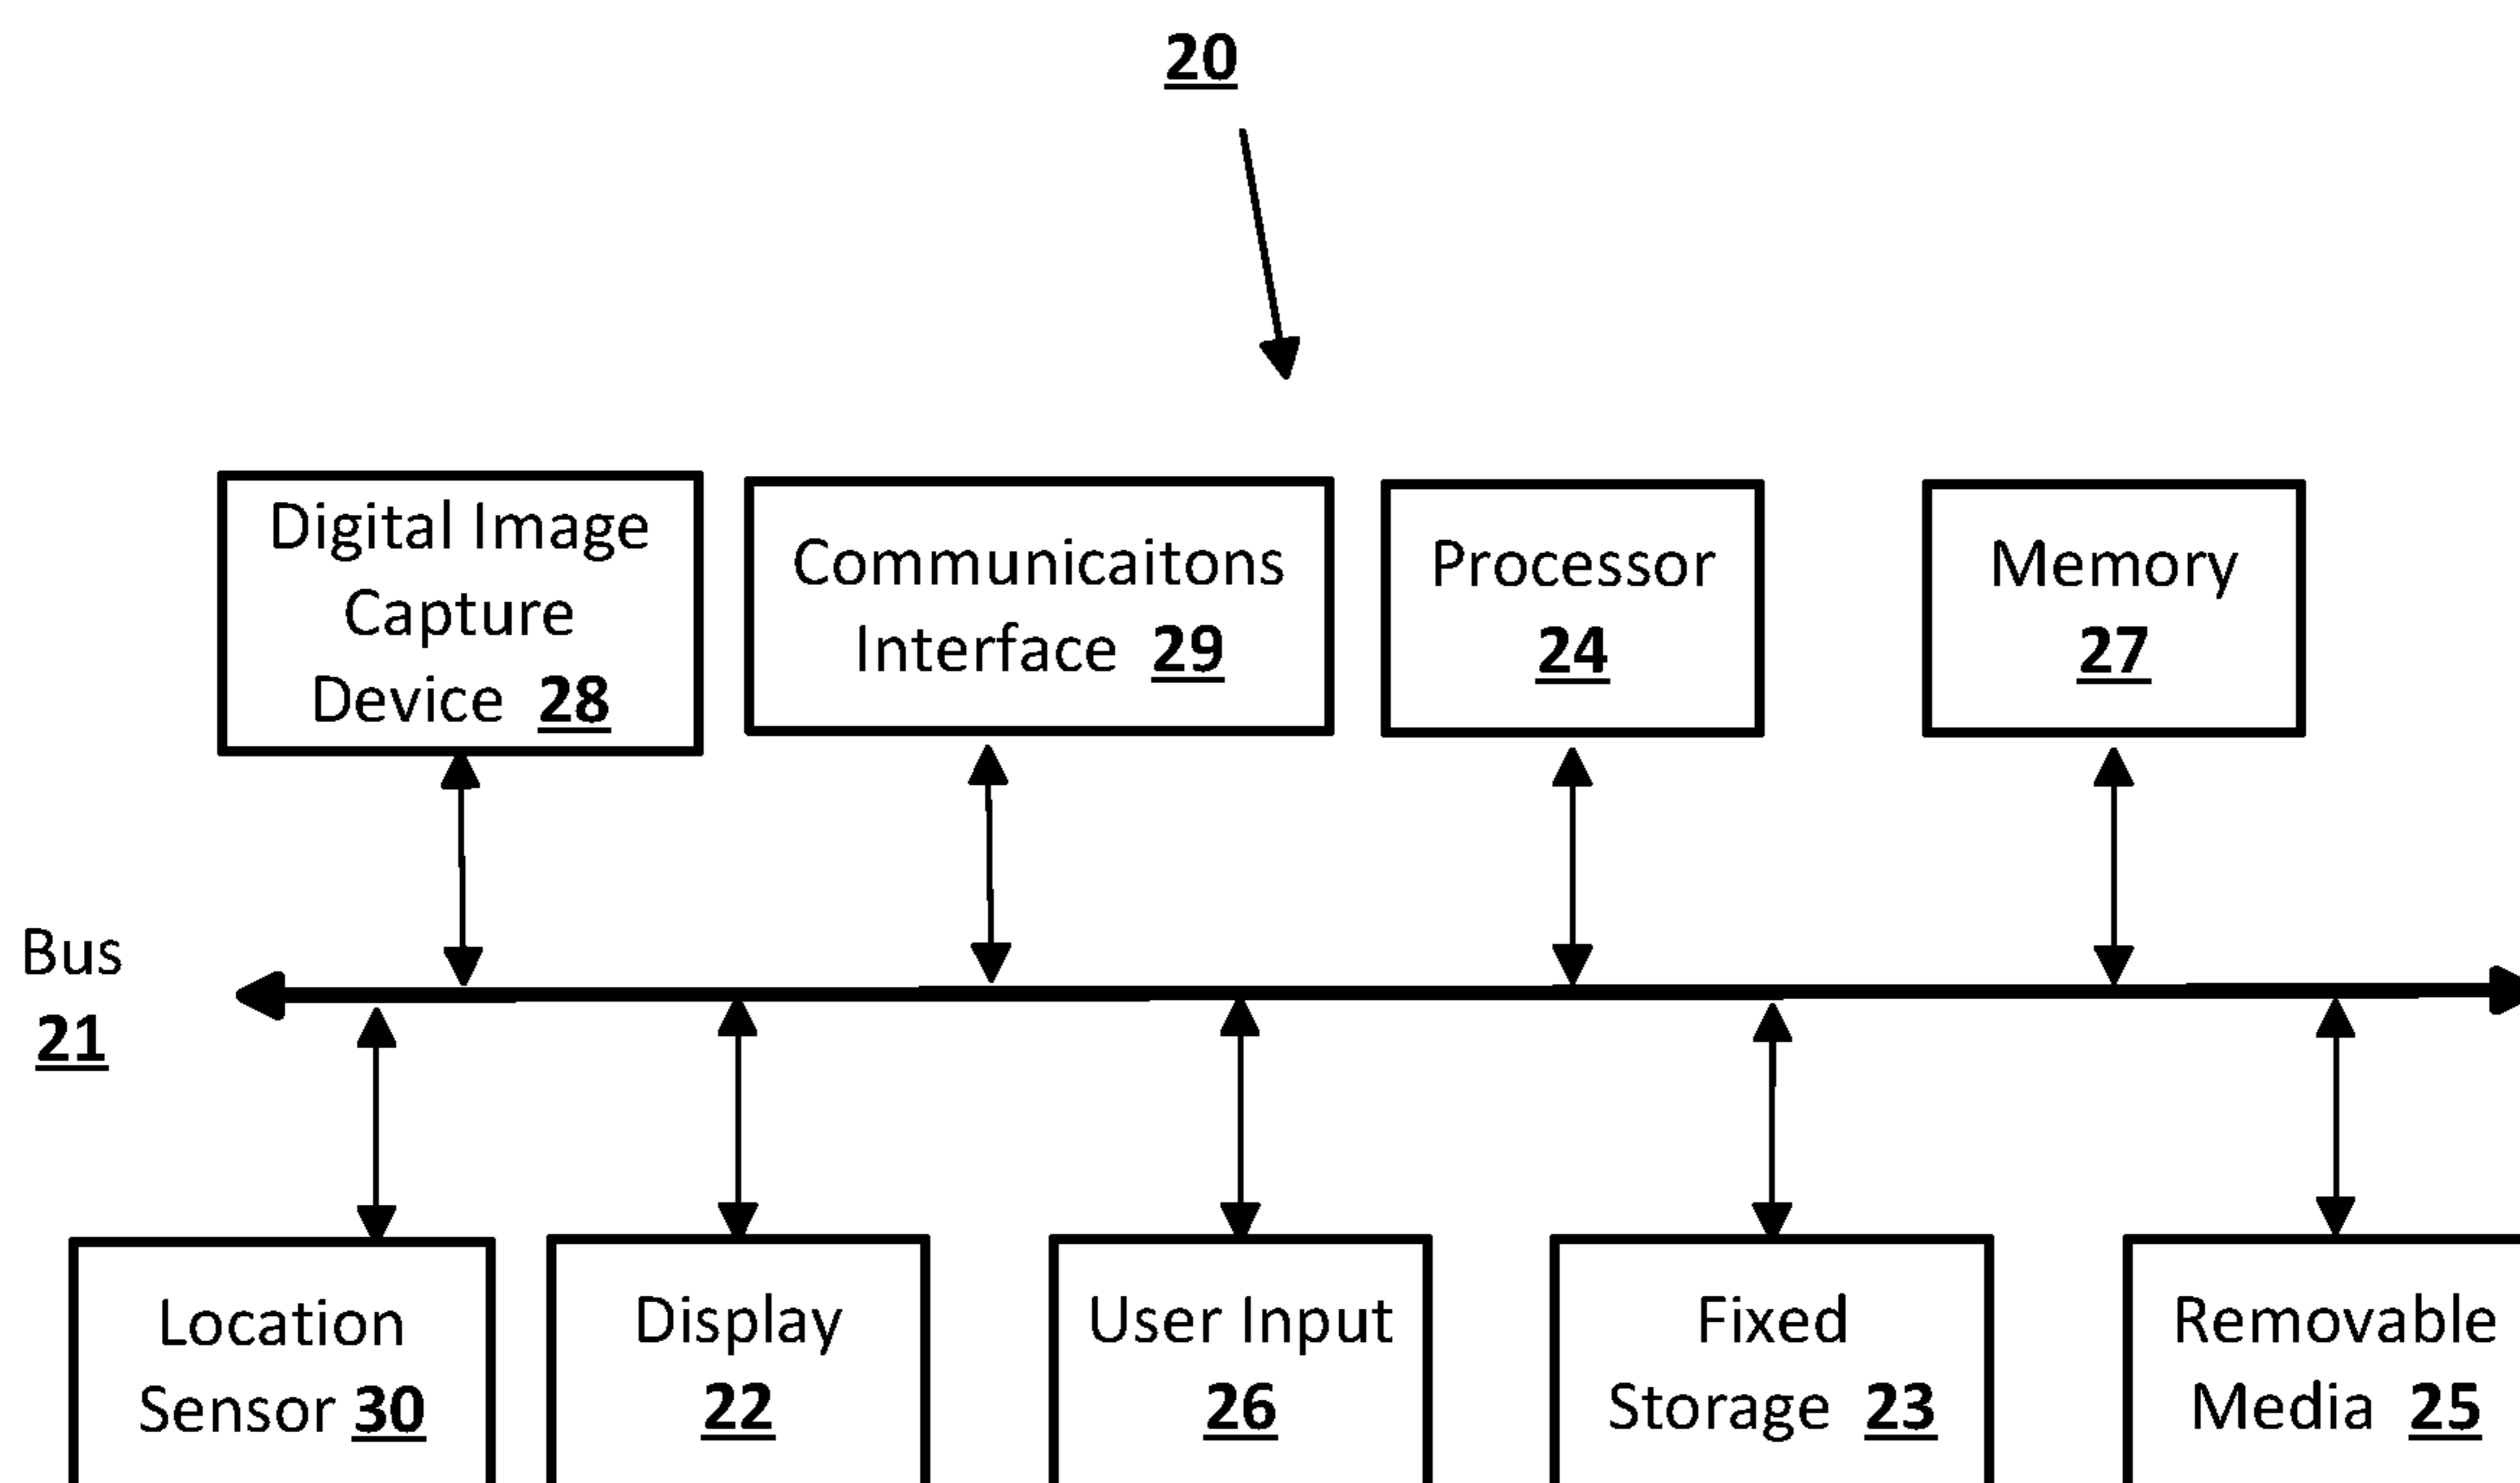 20
Digital Image
Capture
Device 28
Communicaitons
Interface 29
Processor
24
Memory
27
Bus
21
Location
Sensor 30
Display
22
User Input
26
Fixed
Storage 23
Removable
Media 25